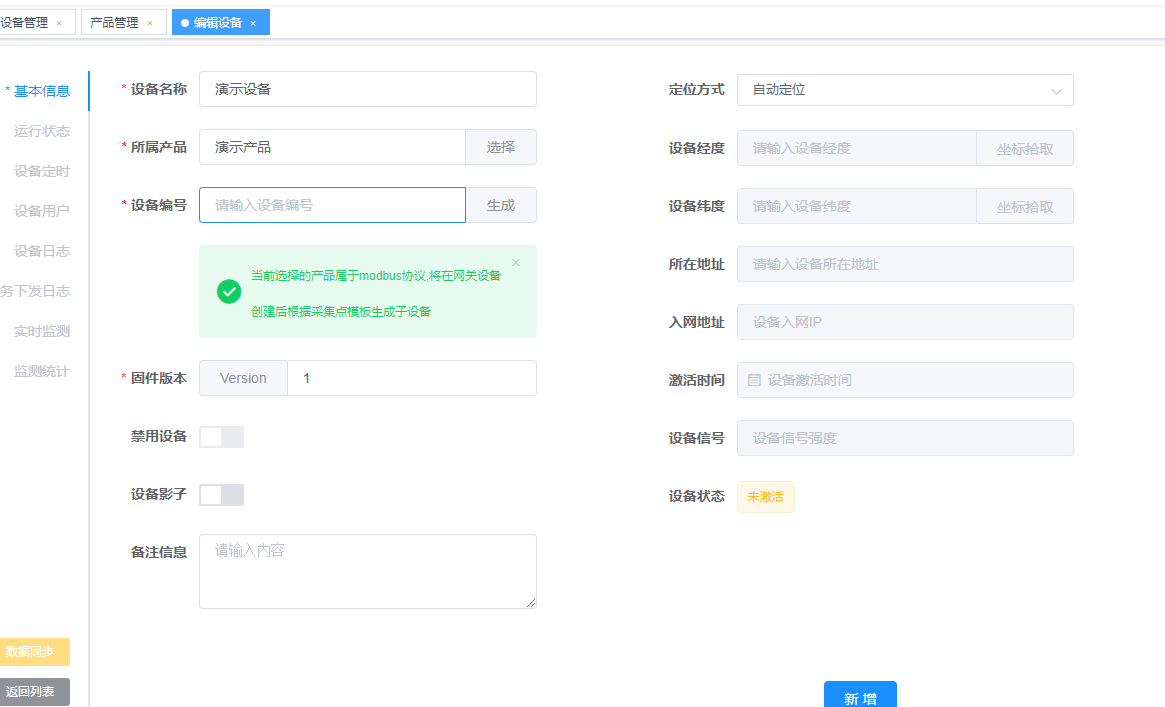 设备管理 × 产品管理 × 编辑设备 ×
* 基本信息
运行状态
设备定时
设备用户
设备日志
务下发日志
实时监测
监测统计
数据同步
返回列表
* 设备名称 演示设备
* 所属产品 演示产品 选择
* 设备编号 请输入设备编号 生成
当前选择的产品属于modbus协议,将在网关设备
创建后根据采集点模板生成子设备
* 固件版本 Version 1
禁用设备
设备影子
备注信息 请输入内容
定位方式 自动定位
设备经度 请输入设备经度 坐标拾取
设备纬度 请输入设备纬度 坐标拾取
所在地址 请输入设备所在地址
入网地址 设备入网IP
激活时间 设备激活时间
设备信号 设备信号强度
设备状态 未激活
新 增